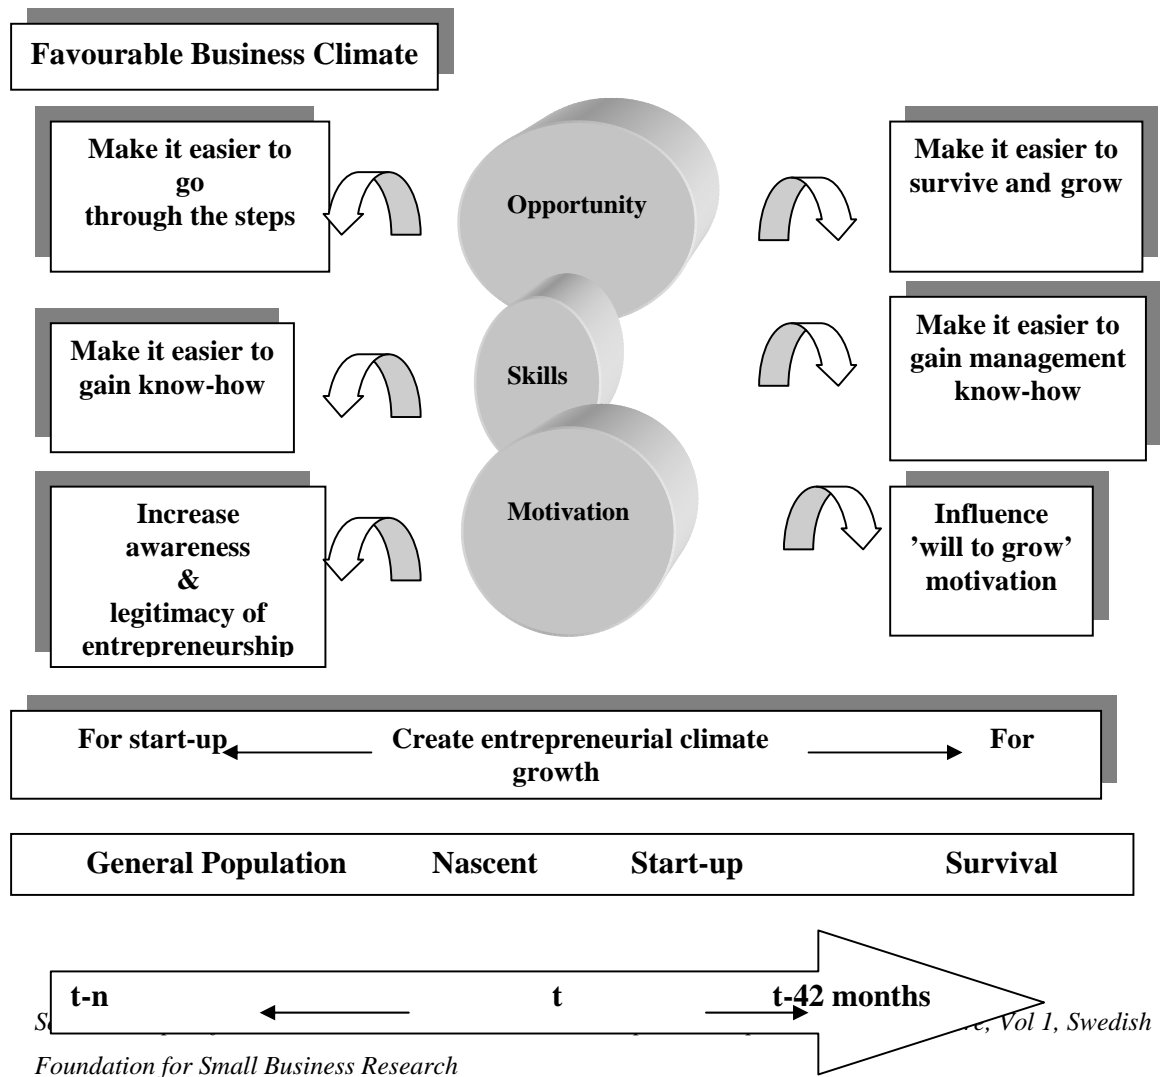 Favourable Business Climate
Make it easier to
go
through the steps
Opportunity
Make it easier to
survive and grow
Make it easier to
gain know-how
Skills
Make it easier to
gain management
know-how
Increase
awareness
&
legitimacy of
entrepreneurship
Motivation
Influence
’will to grow’
motivation
For start-up Create entrepreneurial climate For
growth
General Population Nascent Start-up Survival
t-n t t-42 months
Vol 1, Swedish
Foundation for Small Business Research